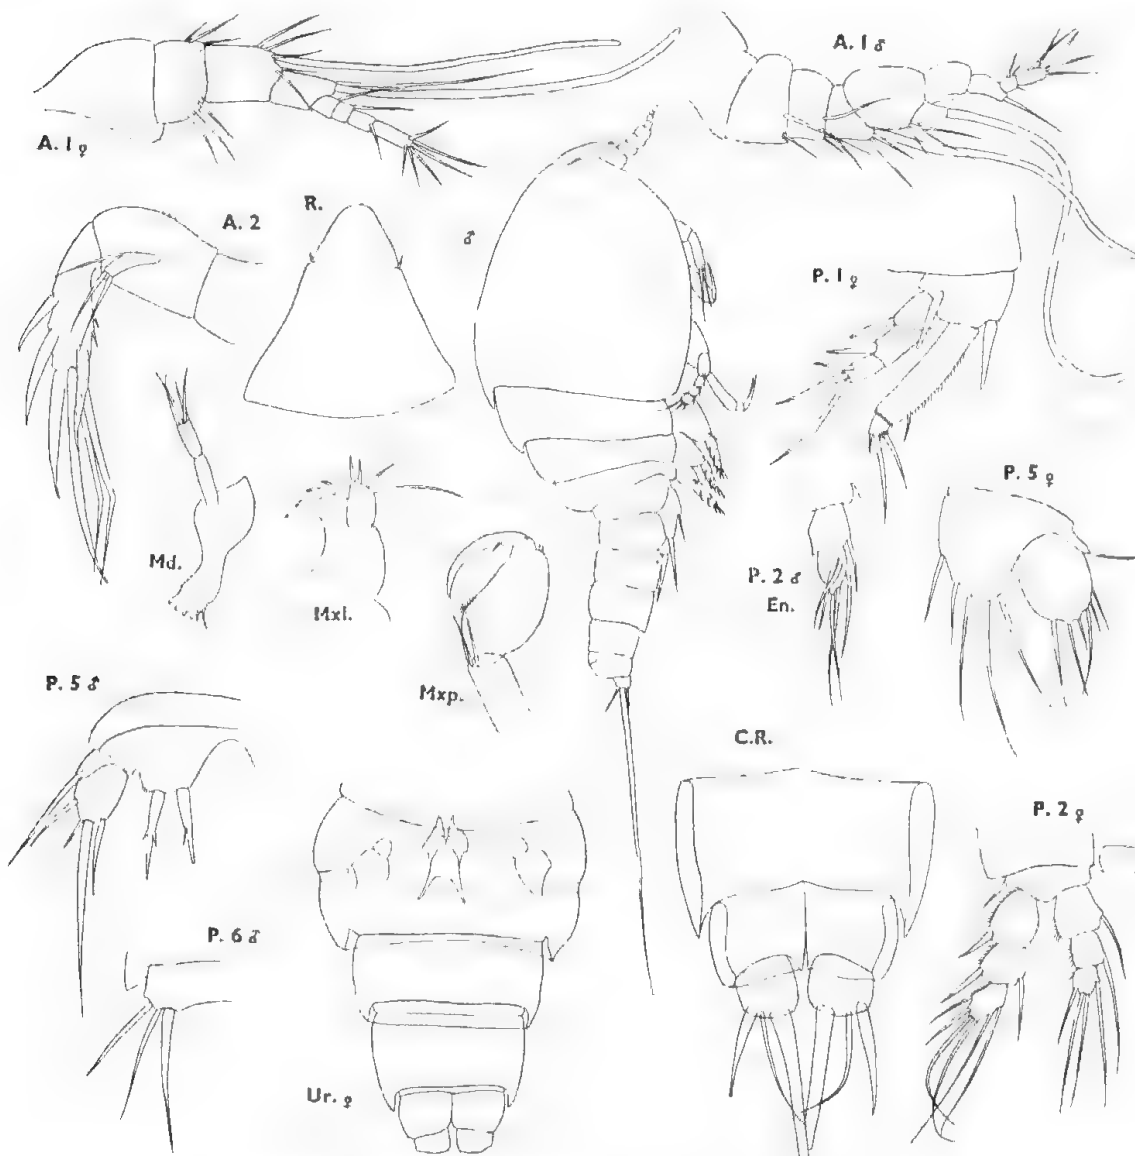 A. 1 ♀
A. 1 ♂
R.
A. 2
♂
P. 1 ♀
P. 5 ♀
Md.
Mxl.
P. 2 ♂
En.
Mxp.
P. 5 ♂
C.R.
P. 2 ♀
P. 6 ♂
Ur. ♀